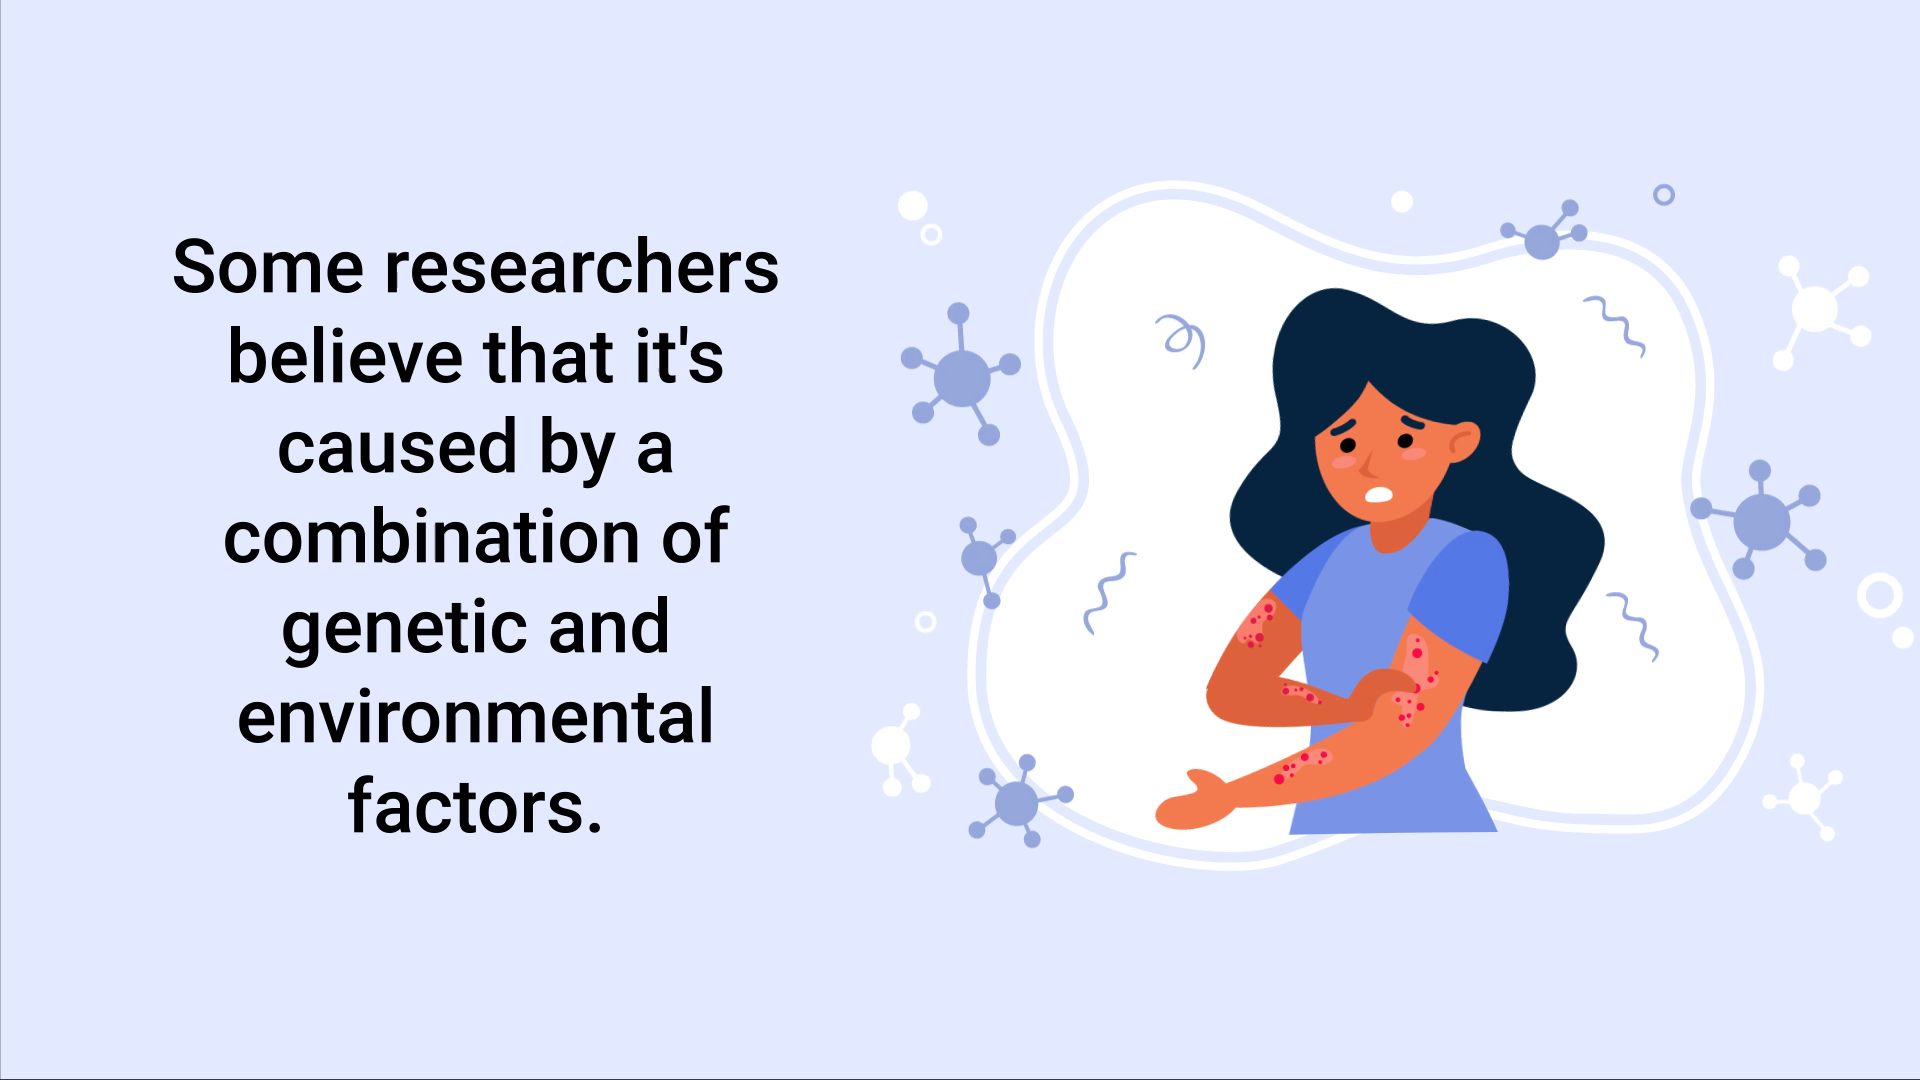 Some researchers
believe that it's
caused by a
combination of
genetic and
environmental
factors.